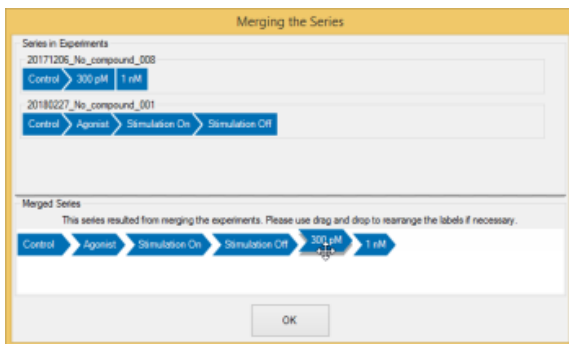 Merging the Series
Series in Experiments
20171206_No_compound_008
Control 300 pM 1 nM
20180227_No_compound_001
Control Agonist Stimulation On Stimulation Off
Merged Series
This series resulted from merging the experiments. Please use drag and drop to rearrange the labels if necessary.
Control Agonist Stimulation On Stimulation Off 300 pM 1 nM
OK